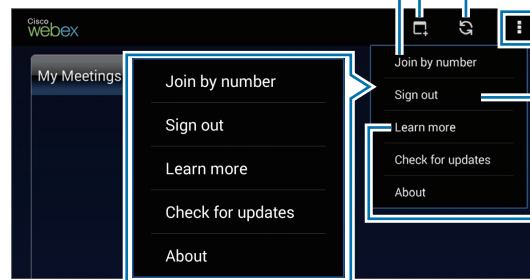 Cisco
webex
My Meetings
Join by number
Sign out
Learn more
Check for updates
About
Join by number
Sign out
Learn more
Check for updates
About